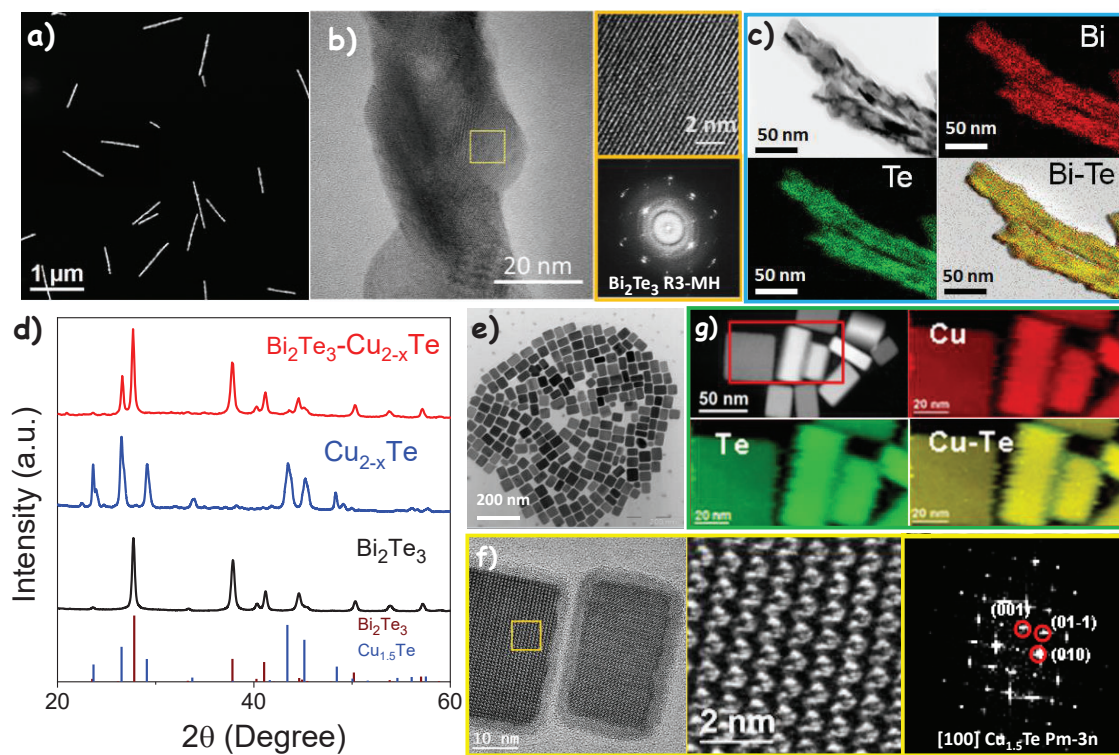 a)
1 µm
b)
20 nm
2 nm
Bi₂Te₃ R3-MH
c)
50 nm
Bi
50 nm
Te
50 nm
Bi-Te
50 nm
d)
Bi₂Te₃-Cu₂₋ₓTe
Cu₂₋ₓTe
Bi₂Te₃
Bi₂Te₃
Cu₁.₅Te
Intensity (a.u.)
20 40 60
2θ (Degree)
e)
200 nm
g)
50 nm
Cu
20 nm
Te
20 nm
Cu-Te
20 nm
f)
10 nm
2 nm
(001)
(01-1)
(010)
[100] Cu₁.₅Te Pm-3n